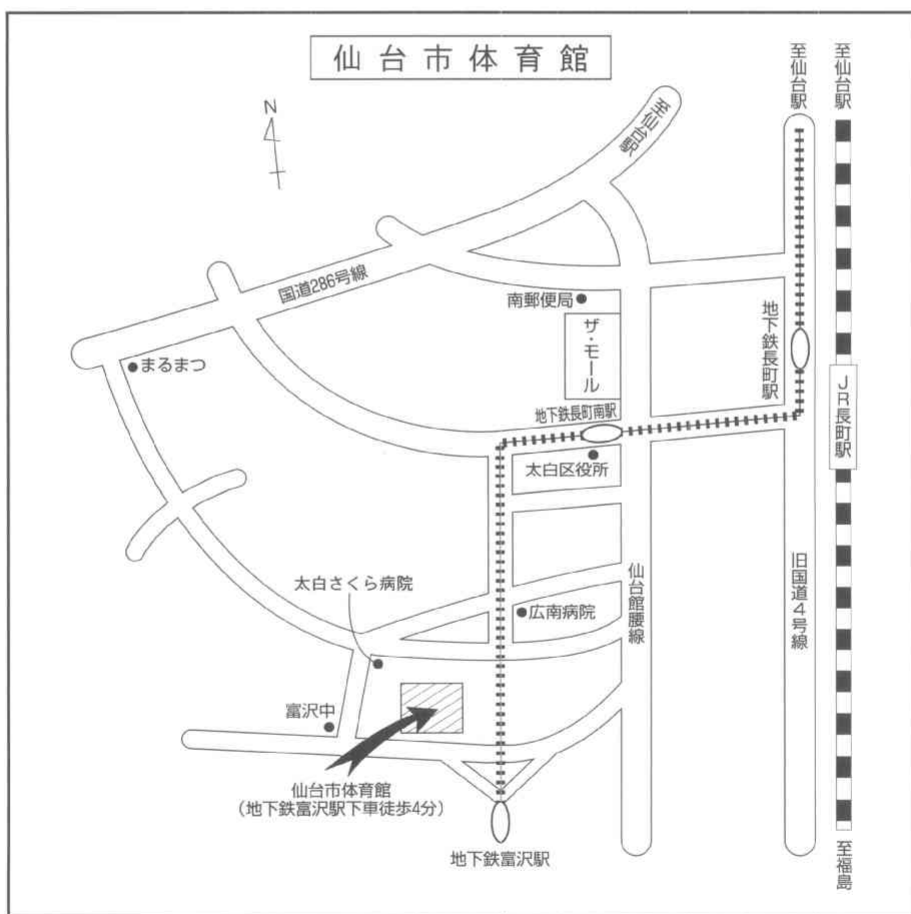 仙台市体育館
N
至仙台駅
至仙台駅
至仙台駅
国道286号線
南郵便局
ザ・モール
地下鉄長町駅
まるまつ
JR長町駅
地下鉄長町南駅
太白区役所
太白さくら病院
広南病院
仙台館腰線
旧国道4号線
富沢中
仙台市体育館
(地下鉄富沢駅下車徒歩4分)
地下鉄富沢駅
至福島